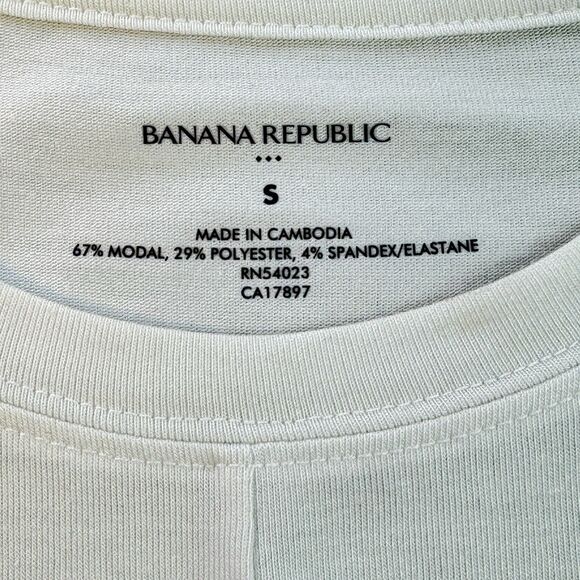 BANANA REPUBLIC
S
MADE IN CAMBODIA
67% MODAL, 29% POLYESTER, 4% SPANDEX/ELASTANE
RN54023
CA17897